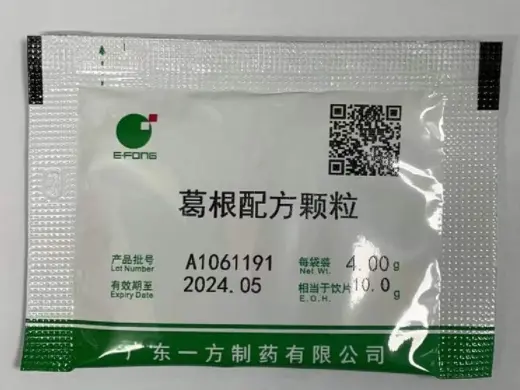 E-FONG
葛根配方颗粒
产品批号 A1061191 每袋装 4.00g
Lot Number Net Wt.
有效期至 2024.05 相当于饮片10.0g
Expiry Date E.O.H.
广东一方制药有限公司